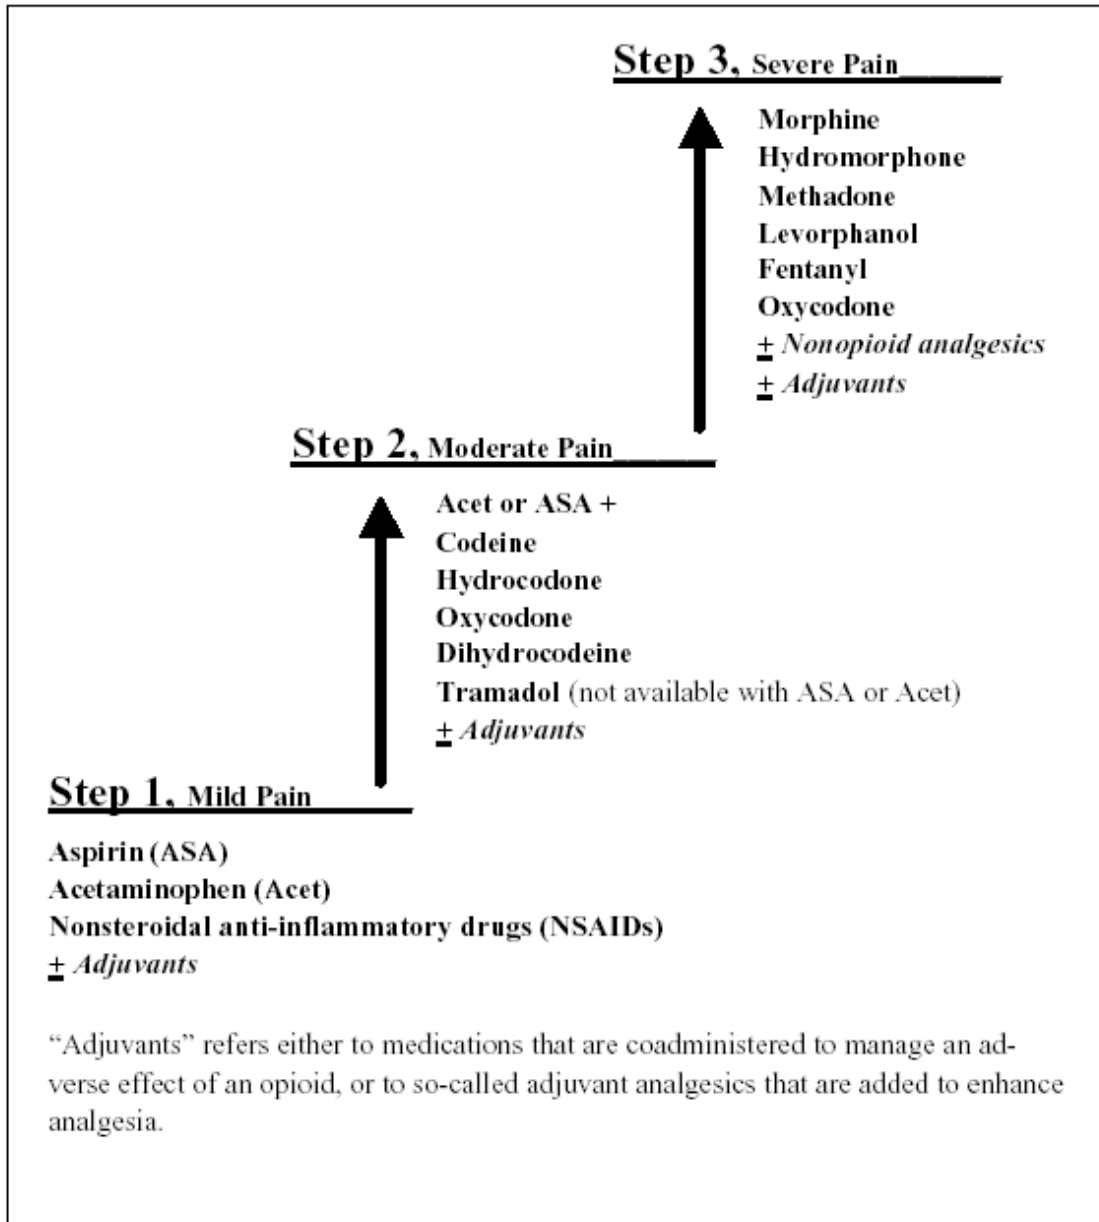 Step 3, Severe Pain______
Morphine
Hydromorphone
Methadone
Levorphanol
Fentanyl
Oxycodone
± Nonopioid analgesics
± Adjuvants
Step 2, Moderate Pain______
Acet or ASA +
Codeine
Hydrocodone
Oxycodone
Dihydrocodeine
Tramadol (not available with ASA or Acet)
± Adjuvants
Step 1, Mild Pain______
Aspirin (ASA)
Acetaminophen (Acet)
Nonsteroidal anti-inflammatory drugs (NSAIDs)
± Adjuvants
“Adjuvants” refers either to medications that are coadministered to manage an ad-
verse effect of an opioid, or to so-called adjuvant analgesics that are added to enhance
analgesia.